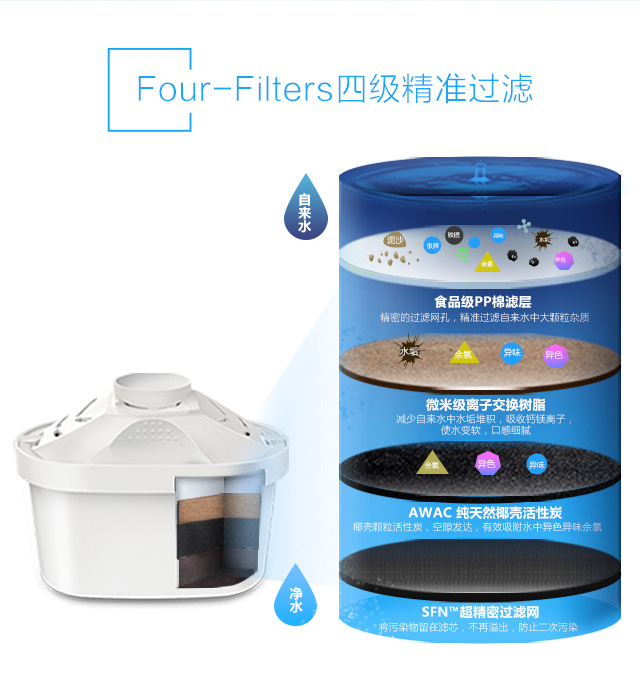 Four-Filters四级精准过滤
自来水
泥沙
虫卵
铁锈
异味
余氯
水垢
异色
食品级PP棉滤层
精密的过滤网孔，精准过滤自来水中大颗粒杂质
水垢
余氯
异味
异色
微米级离子交换树脂
减少自来水中水垢堆积，吸收钙镁离子，
使水变软，口感细腻
余氯
异色
异味
AWAC 纯天然椰壳活性炭
椰壳颗粒活性炭，空隙发达，有效吸附水中异色异味余氯
净水
SFN™超精密过滤网
将污染物留在滤芯，不再溢出，防止二次污染